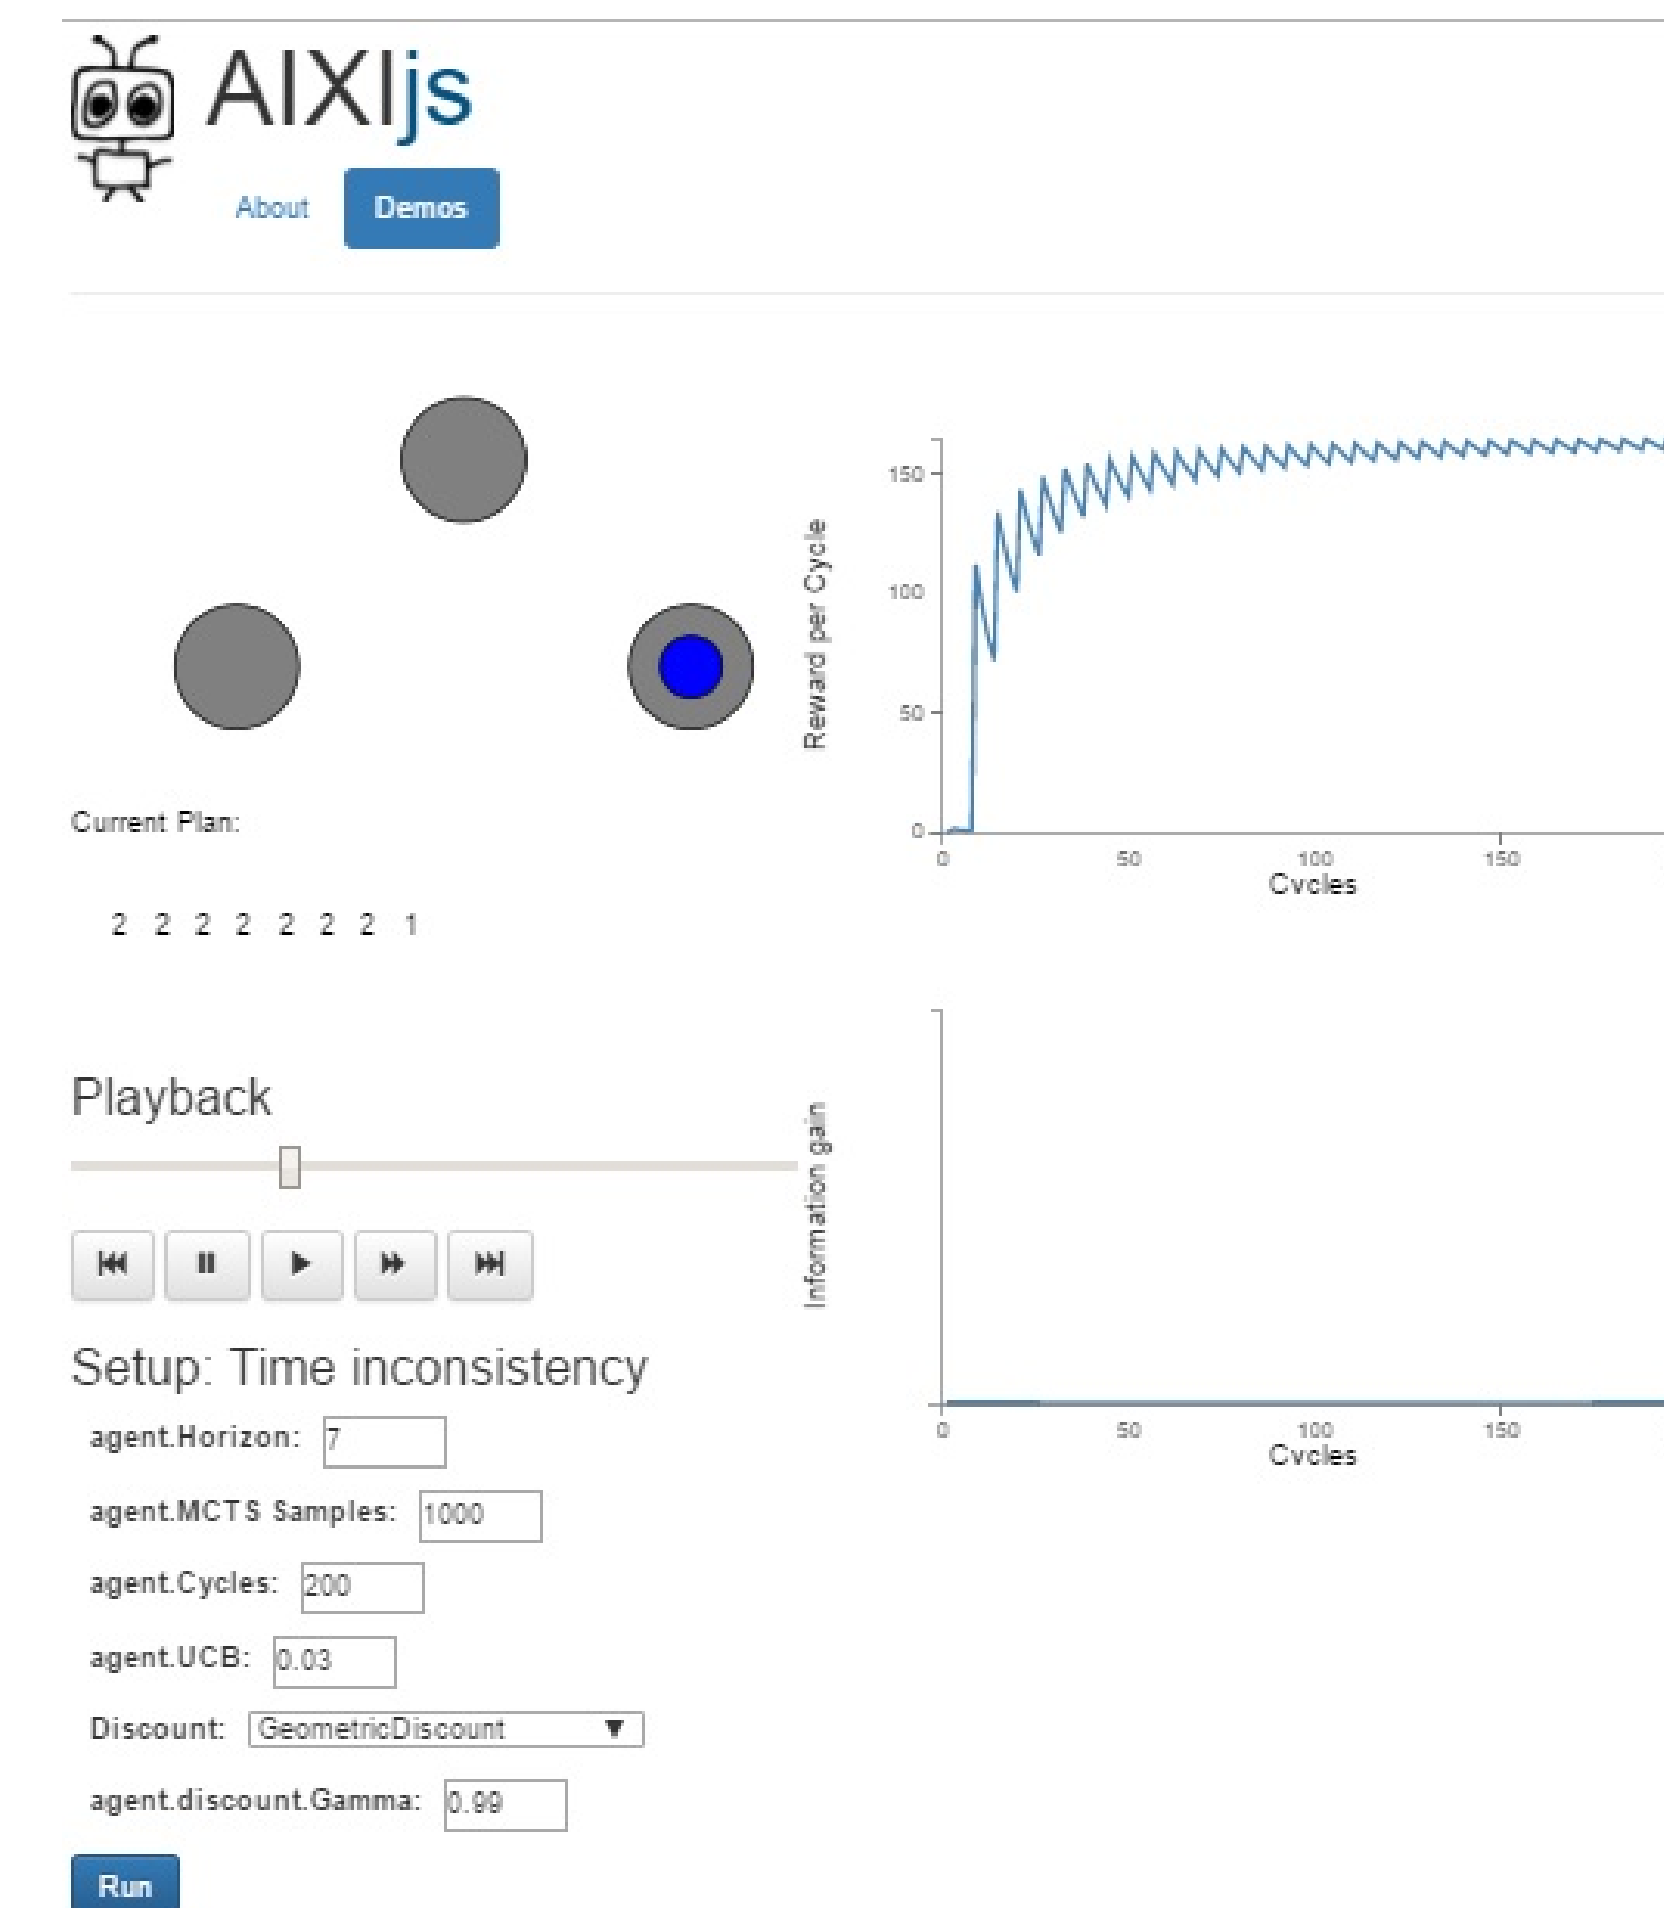 AIXIjs
About Demos
150
100
50
0
Reward per Cycle
0 50 100 150
Cycles
Current Plan:
2 2 2 2 2 2 2 1
Information gain
0 50 100 150
Cycles
Playback
Setup: Time inconsistency
agent.Horizon: 7
agent.MCTS Samples: 1000
agent.Cycles: 200
agent.UCB: 0.03
Discount: GeometricDiscount
agent.discount.Gamma: 0.99
Run